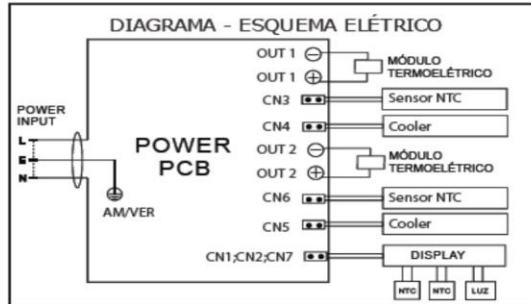 DIAGRAMA - ESQUEMA ELÉTRICO
OUT 1
OUT 1
MÓDULO
TERMOELÉTRICO
CN3
Sensor NTC
CN4
Cooler
OUT 2
OUT 2
MÓDULO
TERMOELÉTRICO
CN6
Sensor NTC
CN5
Cooler
CN1;CN2;CN7
DISPLAY
NTC
NTC
LUZ
POWER
INPUT
L
E
N
AM/VER
POWER
PCB